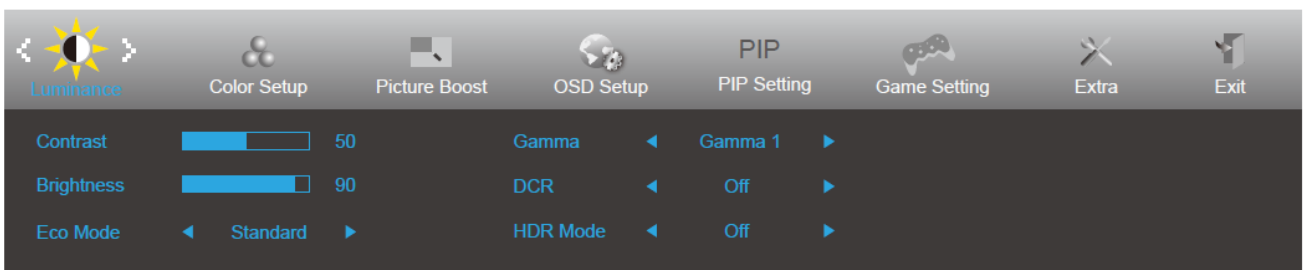 PIP
Luminance Color Setup Picture Boost OSD Setup PIP Setting Game Setting Extra Exit
Contrast 50 Gamma Gamma 1
Brightness 90 DCR Off
Eco Mode Standard HDR Mode Off